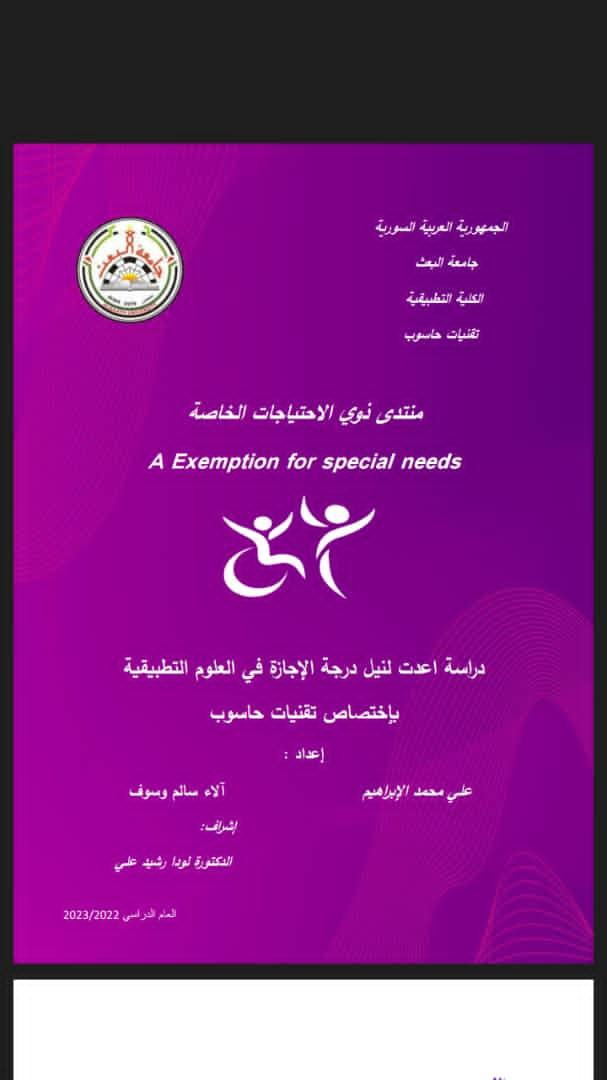 الجمهورية العربية السورية
جامعة البعث
الكلية التطبيقية
تقنيات حاسوب
جامعة البعث
منتدى ذوي الاحتياجات الخاصة
A Exemption for special needs
دراسة اعدت لنيل درجة الإجازة في العلوم التطبيقية
بإختصاص تقنيات حاسوب
إعداد :
علي محمد الإبراهيم آلاء سالم وسوف
إشراف:
الدكتورة لودا رشيد علي
العام الدراسي 2023/2022